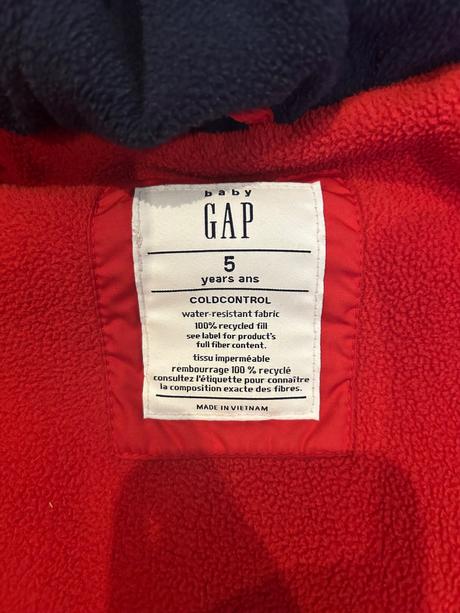 baby
GAP
5
years ans
COLDCONTROL
water-resistant fabric
100% recycled fill
see label for product's
full fiber content.
tissu imperméable
rembourrage 100 % recyclé
consultez l'étiquette pour connaître
la composition exacte des fibres.
MADE IN VIETNAM